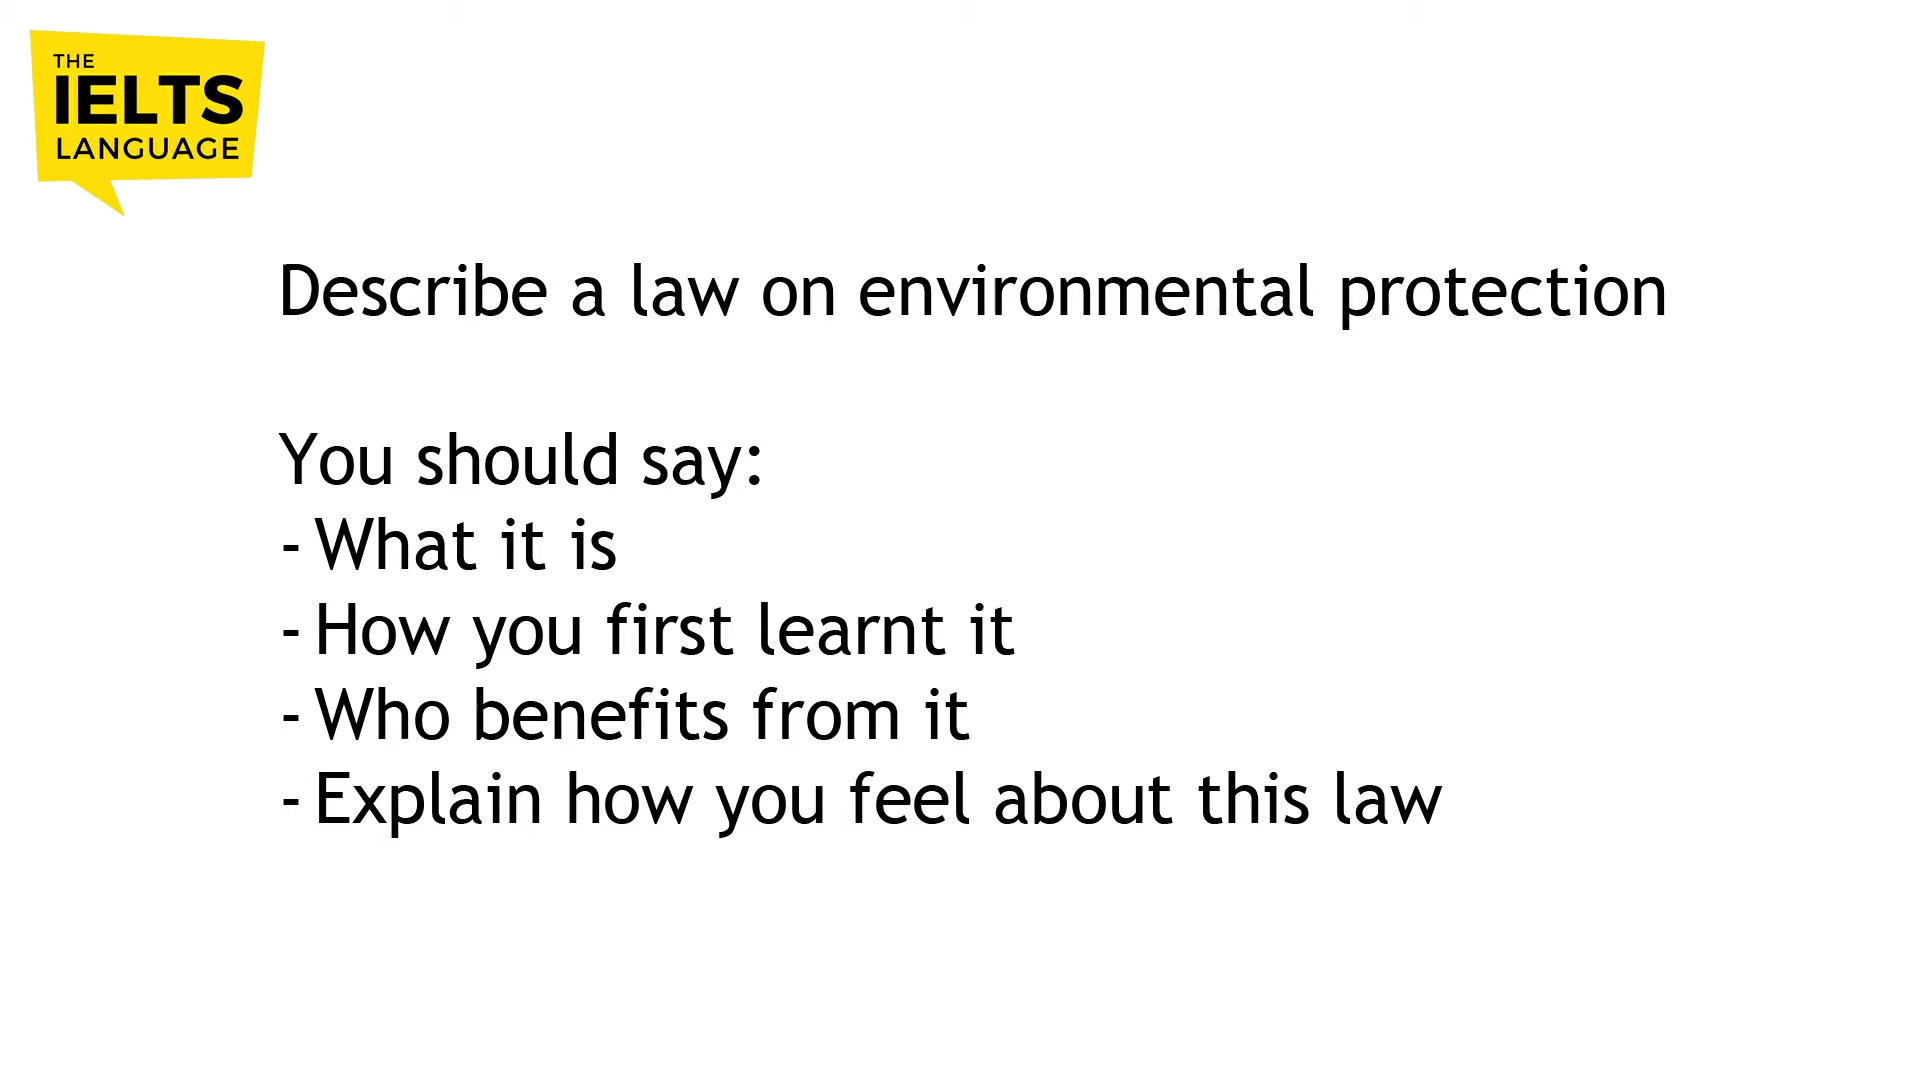 THE
IELTS
LANGUAGE
Describe a law on environmental protection
You should say:
- What it is
- How you first learnt it
- Who benefits from it
- Explain how you feel about this law